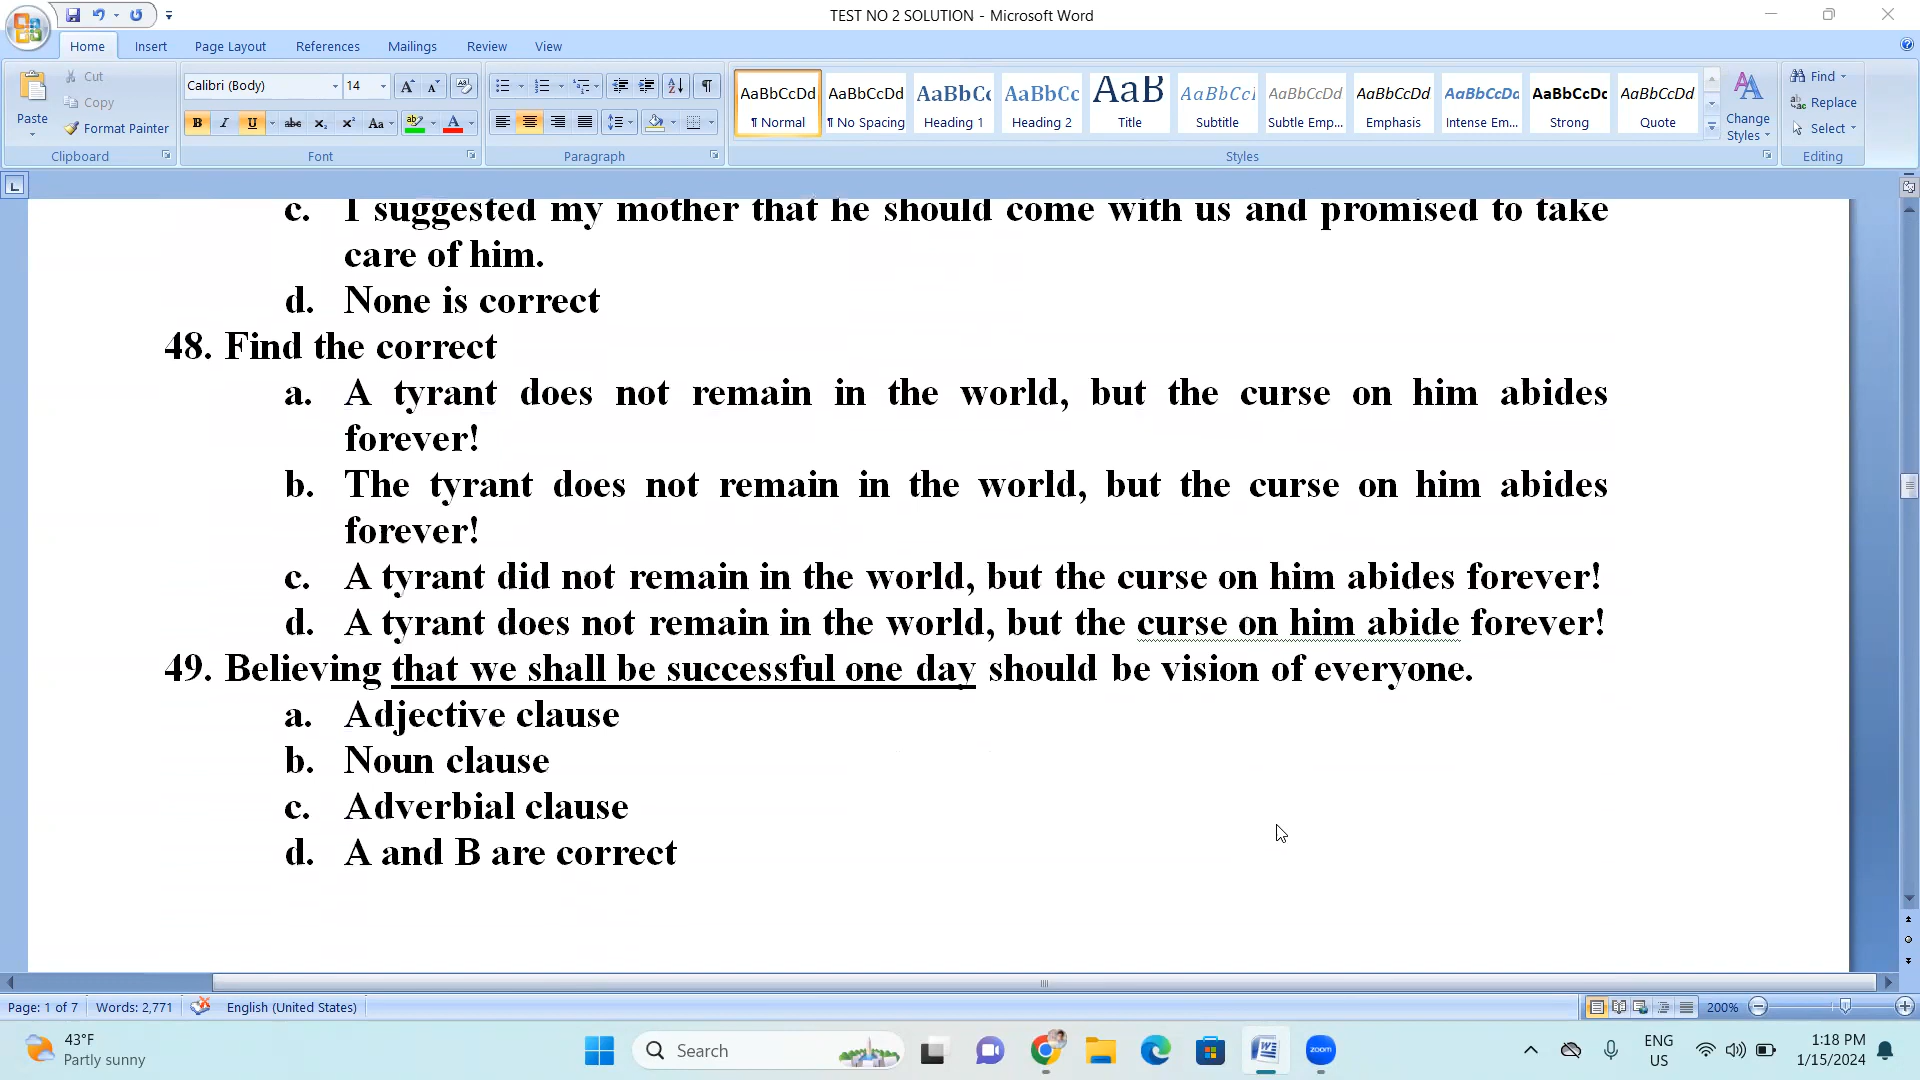 TEST NO 2 SOLUTION - Microsoft Word
Home Insert Page Layout References Mailings Review View
Paste
Cut
Copy
Format Painter
Clipboard
Calibri (Body) 14
B I U abc X₂ X² Aa ab A
Font
Paragraph
AaBbCcDd AaBbCcDd AaBbCc AaBbCc AaB AaBbCcI AaBbCcDd AaBbCcDd AaBbCcDd AaBbCcDc AaBbCcDd
¶ Normal ¶ No Spacing Heading 1 Heading 2 Title Subtitle Subtle Emp... Emphasis Intense Em... Strong Quote
Change Styles
Styles
Find
Replace
Select
Editing
c. I suggested my mother that he should come with us and promised to take
care of him.
d. None is correct
48. Find the correct
a. A tyrant does not remain in the world, but the curse on him abides
forever!
b. The tyrant does not remain in the world, but the curse on him abides
forever!
c. A tyrant did not remain in the world, but the curse on him abides forever!
d. A tyrant does not remain in the world, but the curse on him abide forever!
49. Believing that we shall be successful one day should be vision of everyone.
a. Adjective clause
b. Noun clause
c. Adverbial clause
d. A and B are correct
Page: 1 of 7 Words: 2,771 English (United States) 200%
43°F
Partly sunny
Search
zoom
ENG
US
1:18 PM
1/15/2024